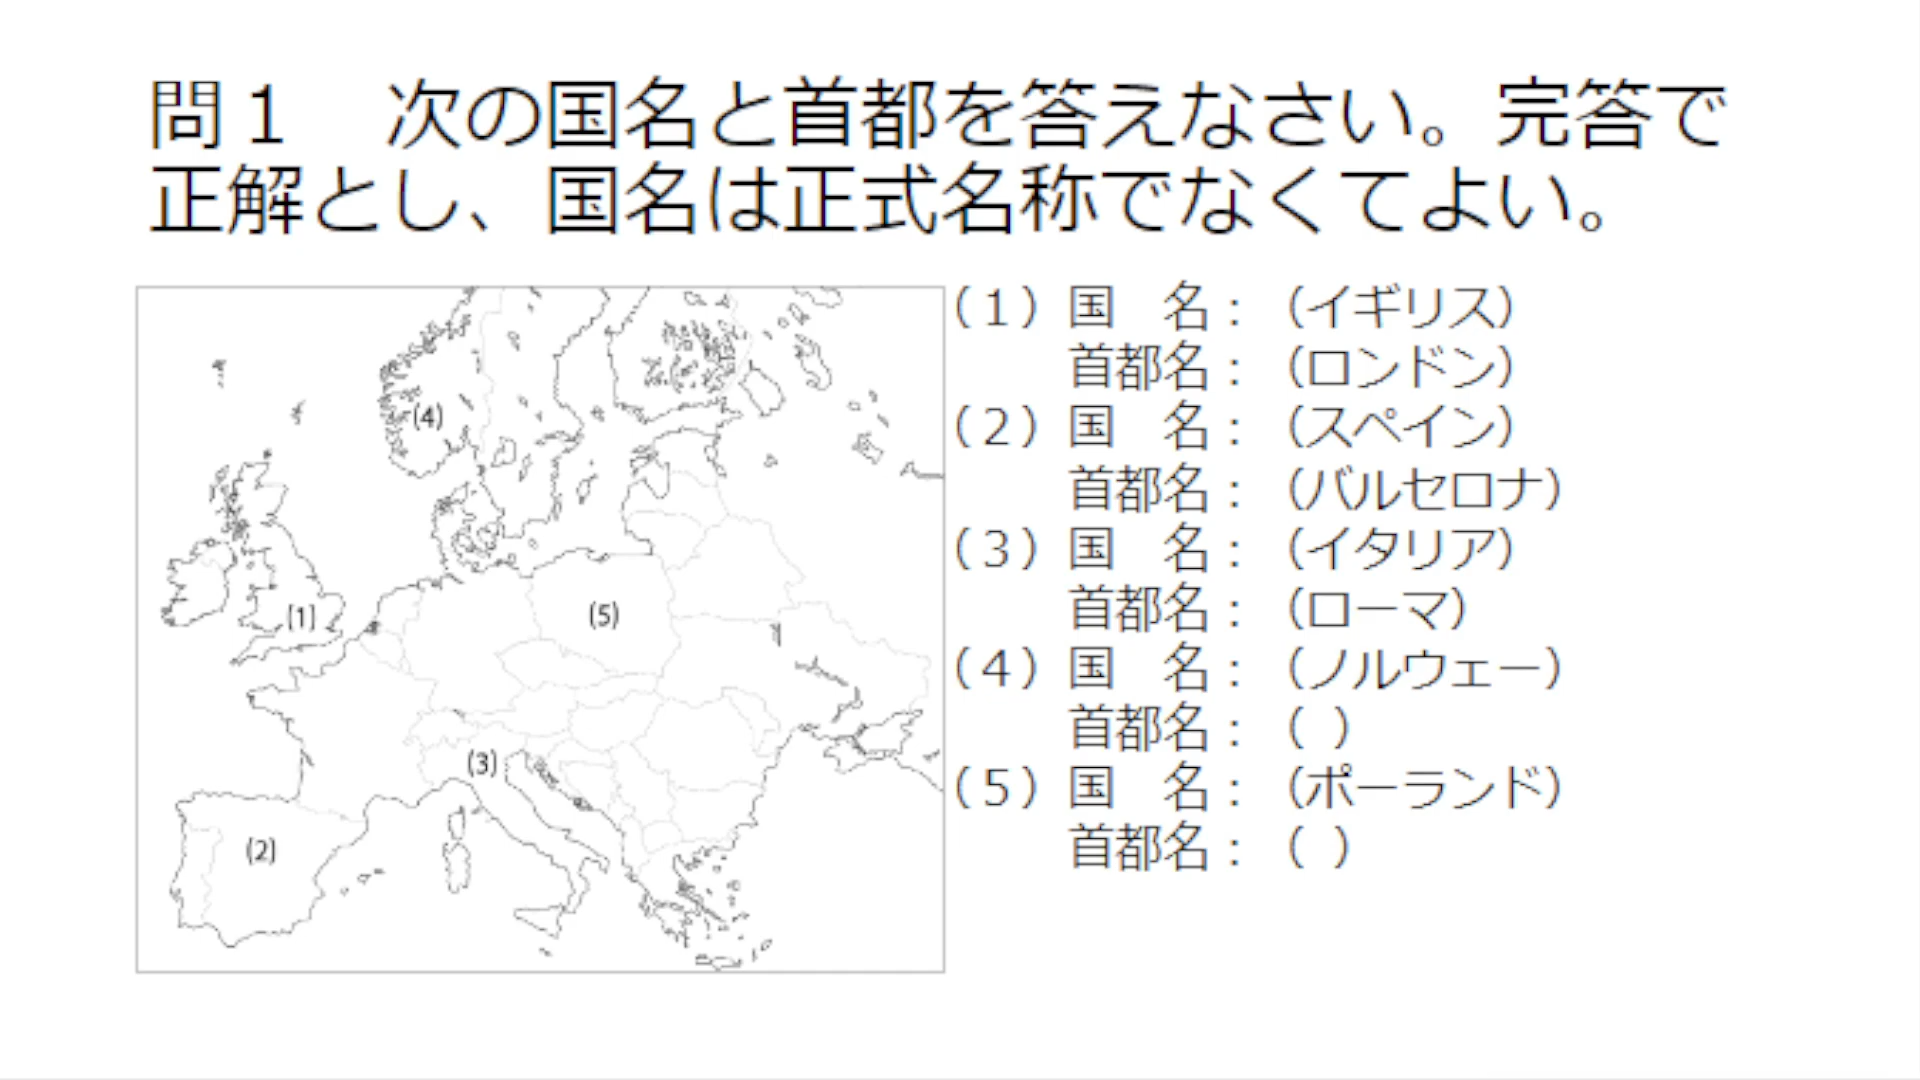 問１　次の国名と首都を答えなさい。完答で
正解とし、国名は正式名称でなくてよい。
（１）国　名：（イギリス）
首都名：（ロンドン）
（２）国　名：（スペイン）
首都名：（バルセロナ）
（３）国　名：（イタリア）
首都名：（ローマ）
（４）国　名：（ノルウェー）
首都名：（ ）
（５）国　名：（ポーランド）
首都名：（ ）
(4)
(1)
(5)
(3)
(2)